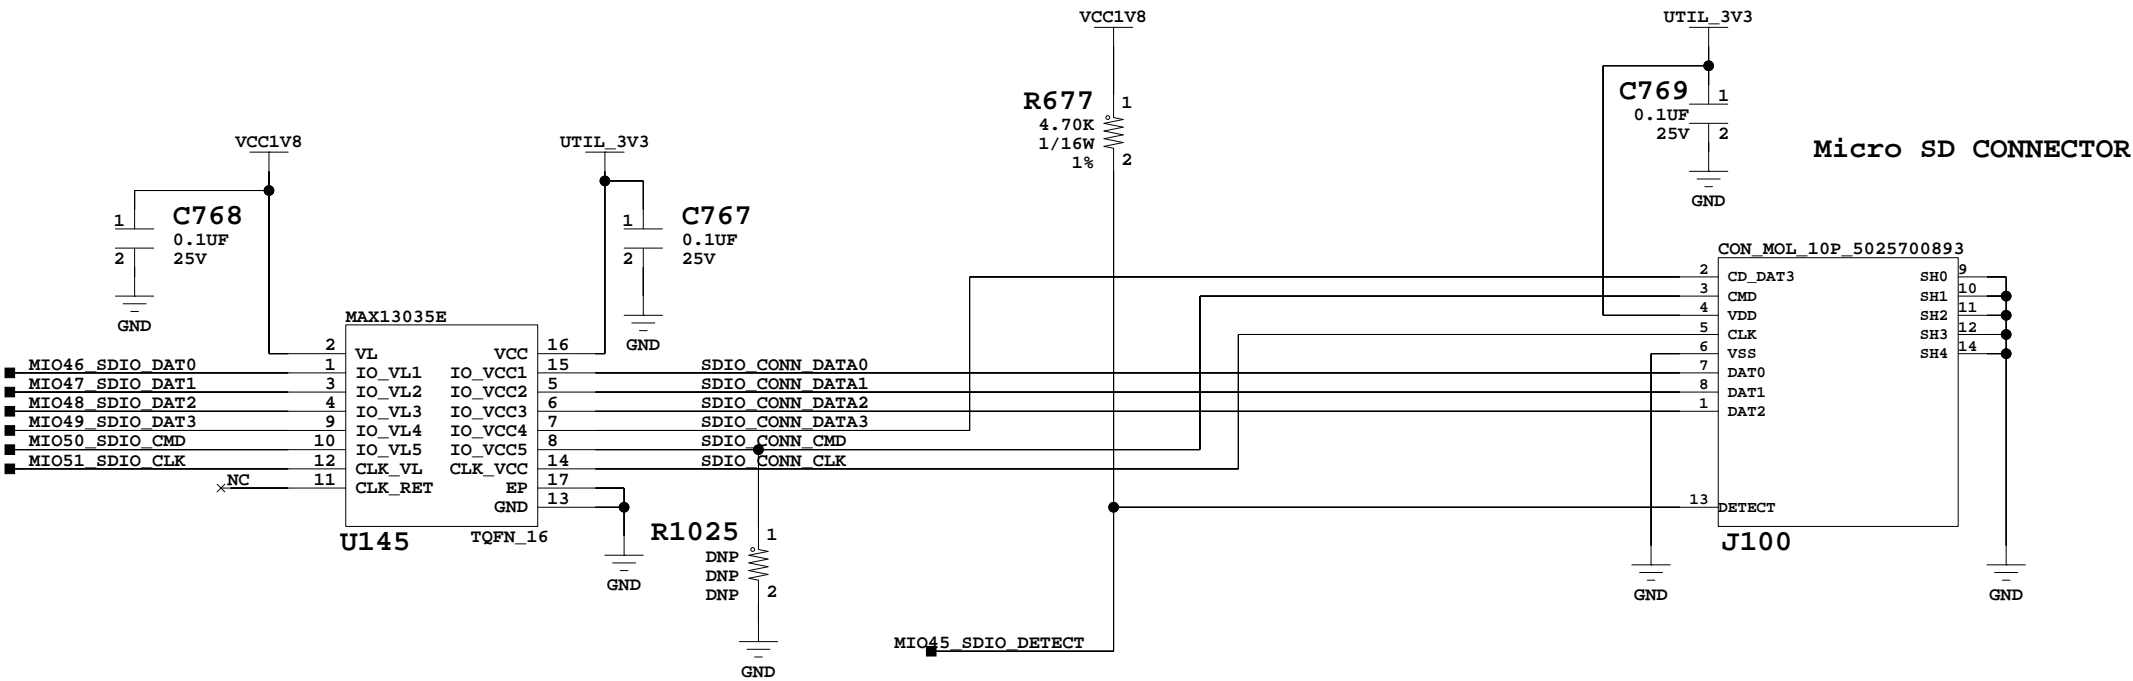 VCC1V8
UTIL_3V3
R677
1
4.70K
1/16W
1%
2
C769
1
0.1UF
25V
2
GND
Micro SD CONNECTOR
VCC1V8
UTIL_3V3
1
C768
0.1UF
2
25V
GND
1
C767
0.1UF
2
25V
GND
MAX13035E
2 VL VCC 16
MIO46_SDIO_DAT0 1 IO_VL1 IO_VCC1 15 SDIO_CONN_DATA0
MIO47_SDIO_DAT1 3 IO_VL2 IO_VCC2 5 SDIO_CONN_DATA1
MIO48_SDIO_DAT2 4 IO_VL3 IO_VCC3 6 SDIO_CONN_DATA2
MIO49_SDIO_DAT3 9 IO_VL4 IO_VCC4 7 SDIO_CONN_DATA3
MIO50_SDIO_CMD 10 IO_VL5 IO_VCC5 8 SDIO_CONN_CMD
MIO51_SDIO_CLK 12 CLK_VL CLK_VCC 14 SDIO_CONN_CLK
NC 11 CLK_RET EP 17
GND 13
U145
TQFN_16
GND
R1025
1
DNP
DNP
DNP
2
GND
MIO45_SDIO_DETECT
CON_MOL_10P_5025700893
2 CD_DAT3 SH0 9
3 CMD SH1 10
4 VDD SH2 11
5 CLK SH3 12
6 VSS SH4 14
7 DAT0
8 DAT1
1 DAT2
13 DETECT
J100
GND
GND